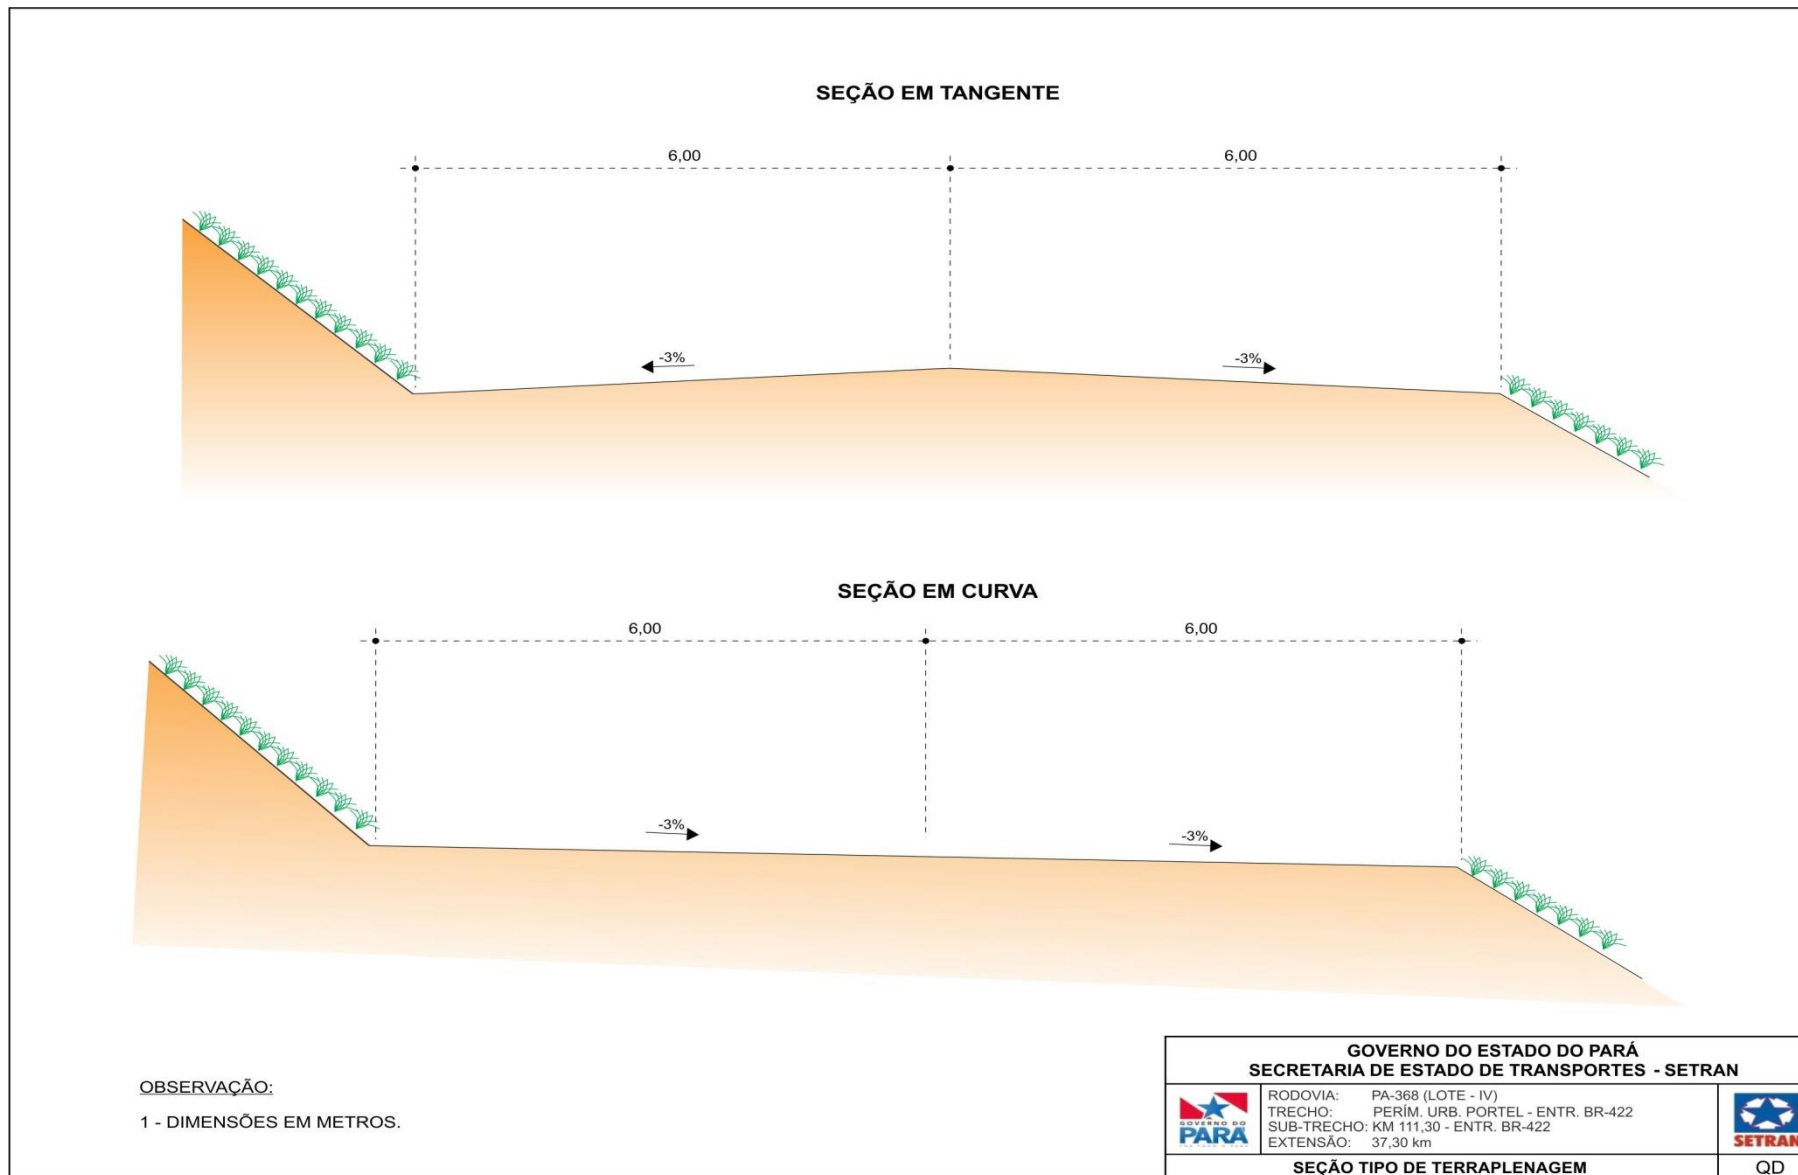 SEÇÃO EM TANGENTE
6,00 6,00
-3% -3%
SEÇÃO EM CURVA
6,00 6,00
-3% -3%
OBSERVAÇÃO:
1 - DIMENSÕES EM METROS.
GOVERNO DO ESTADO DO PARÁ
SECRETARIA DE ESTADO DE TRANSPORTES - SETRAN
GOVERNO DO
PARÁ
RODOVIA: PA-368 (LOTE - IV)
TRECHO: PERÍM. URB. PORTEL - ENTR. BR-422
SUB-TRECHO: KM 111,30 - ENTR. BR-422
EXTENSÃO: 37,30 km
SETRAN
SEÇÃO TIPO DE TERRAPLENAGEM QD